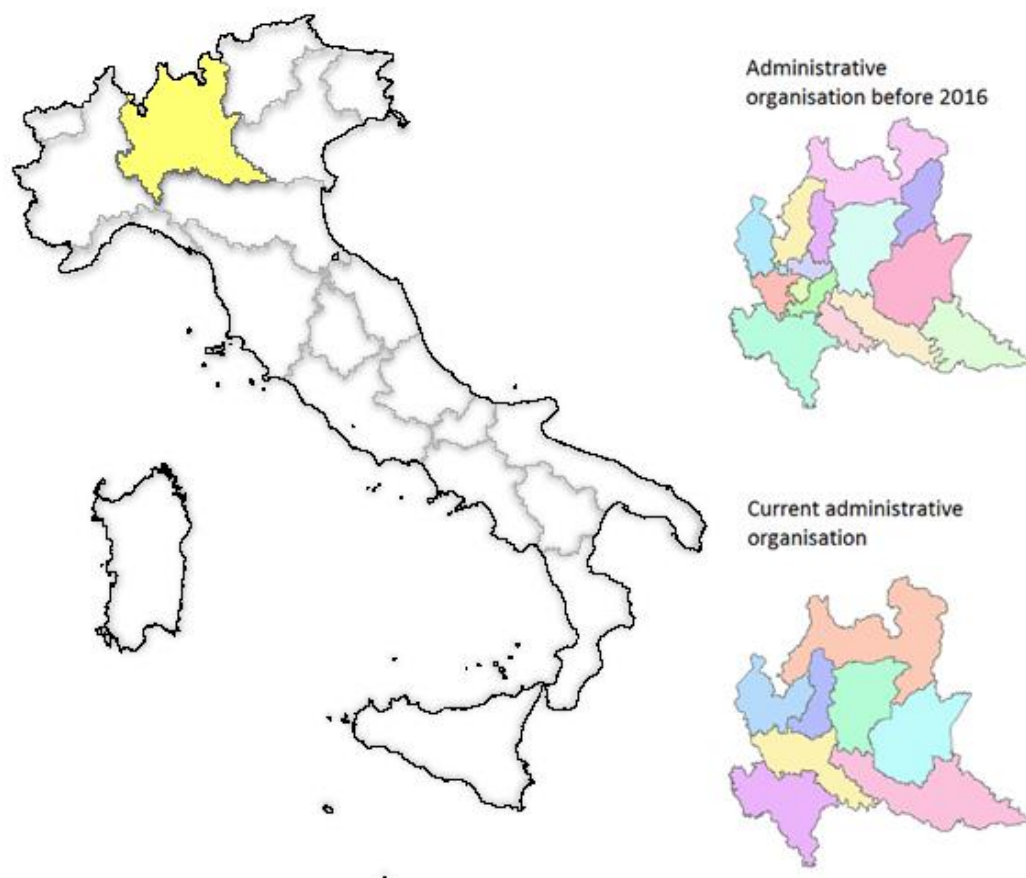 Administrative
organisation before 2016
Current administrative
organisation